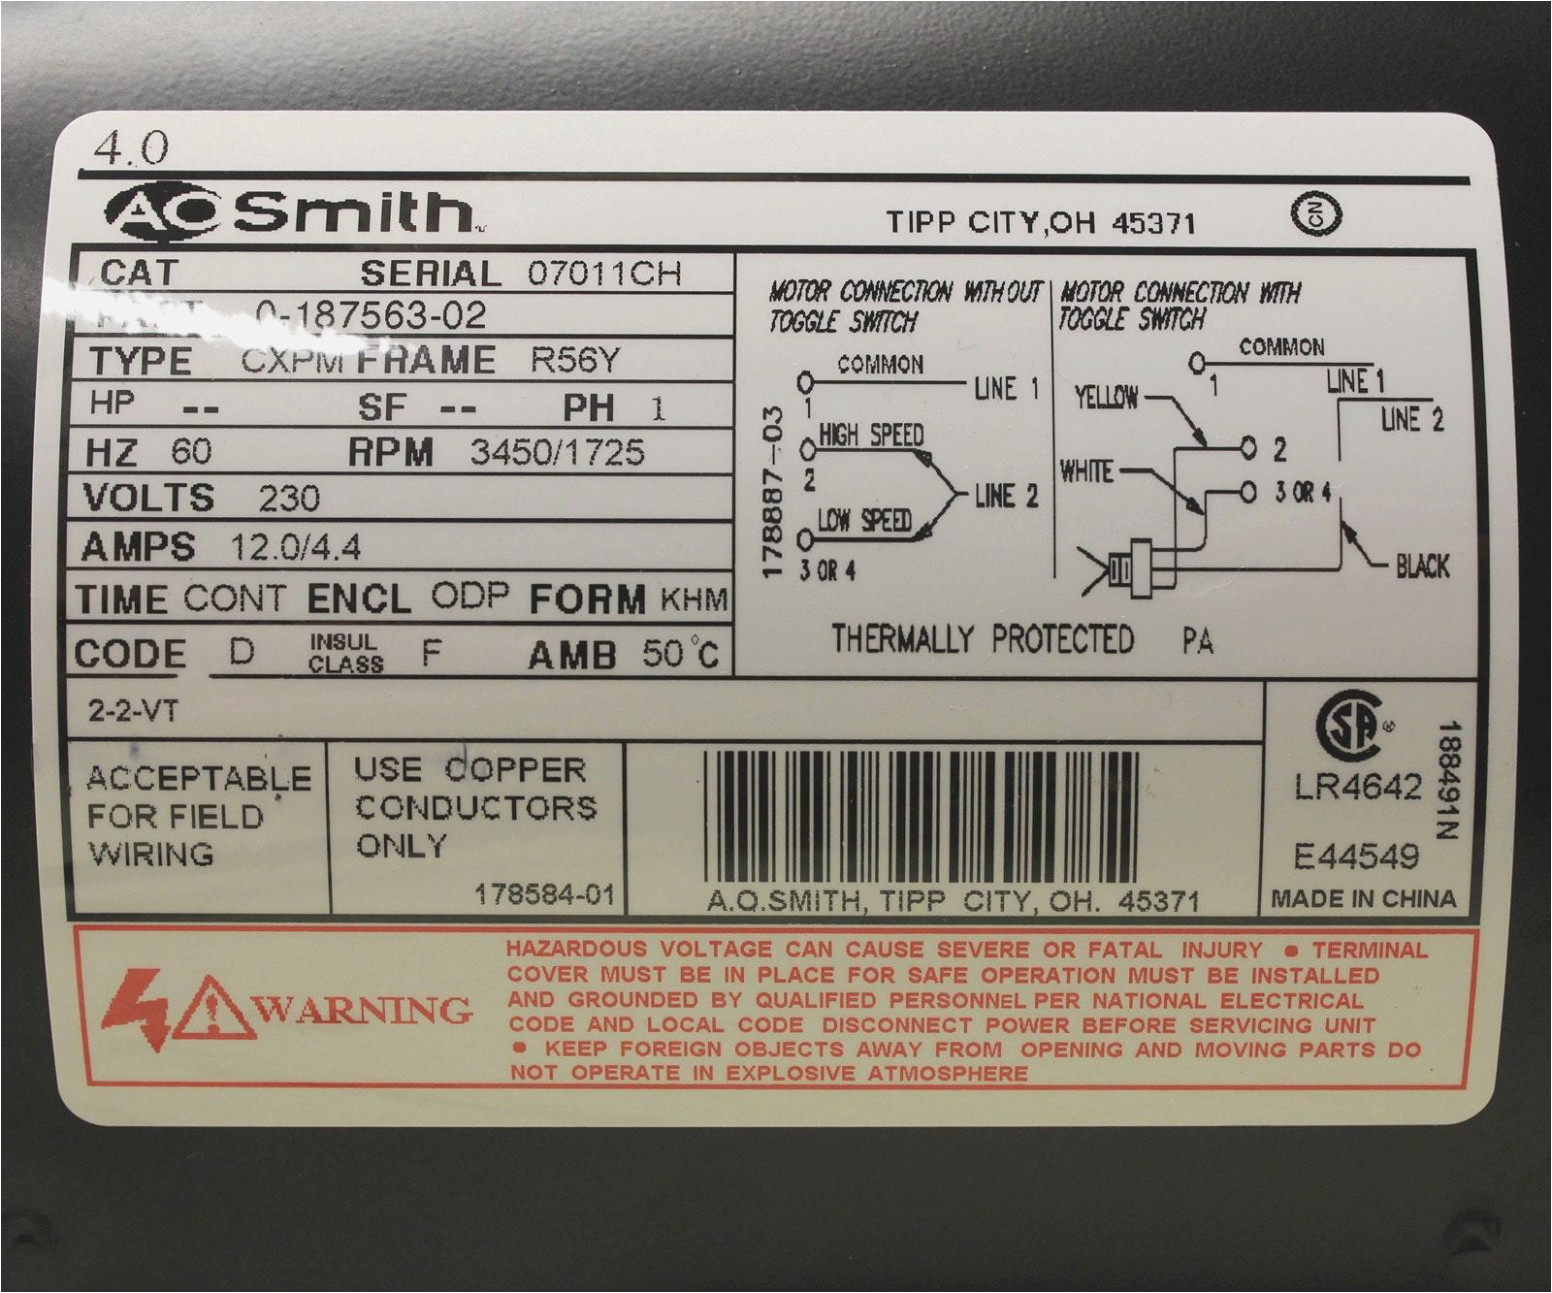 4.0
AO Smith
TIPP CITY,OH 45371
CN
CAT SERIAL 07011CH
0-187563-02
TYPE CXPM FRAME R56Y
HP -- SF -- PH 1
HZ 60 RPM 3450/1725
VOLTS 230
AMPS 12.0/4.4
TIME CONT ENCL ODP FORM KHM
CODE D INSUL CLASS F AMB 50°C
2-2-VT
MOTOR CONNECTION WITHOUT
TOGGLE SWITCH
COMMON
1
LINE 1
HIGH SPEED
2
LINE 2
LOW SPEED
3 OR 4
178887-03
MOTOR CONNECTION WITH
TOGGLE SWITCH
COMMON
1
LINE 1
YELLOW
LINE 2
2
WHITE
3 OR 4
BLACK
THERMALLY PROTECTED PA
ACCEPTABLE
FOR FIELD
WIRING
USE COPPER
CONDUCTORS
ONLY
178584-01
A.O.SMITH, TIPP CITY, OH. 45371
SA ®
LR4642
E44549
MADE IN CHINA
188491N
WARNING
HAZARDOUS VOLTAGE CAN CAUSE SEVERE OR FATAL INJURY • TERMINAL
COVER MUST BE IN PLACE FOR SAFE OPERATION MUST BE INSTALLED
AND GROUNDED BY QUALIFIED PERSONNEL PER NATIONAL ELECTRICAL
CODE AND LOCAL CODE DISCONNECT POWER BEFORE SERVICING UNIT
• KEEP FOREIGN OBJECTS AWAY FROM OPENING AND MOVING PARTS DO
NOT OPERATE IN EXPLOSIVE ATMOSPHERE